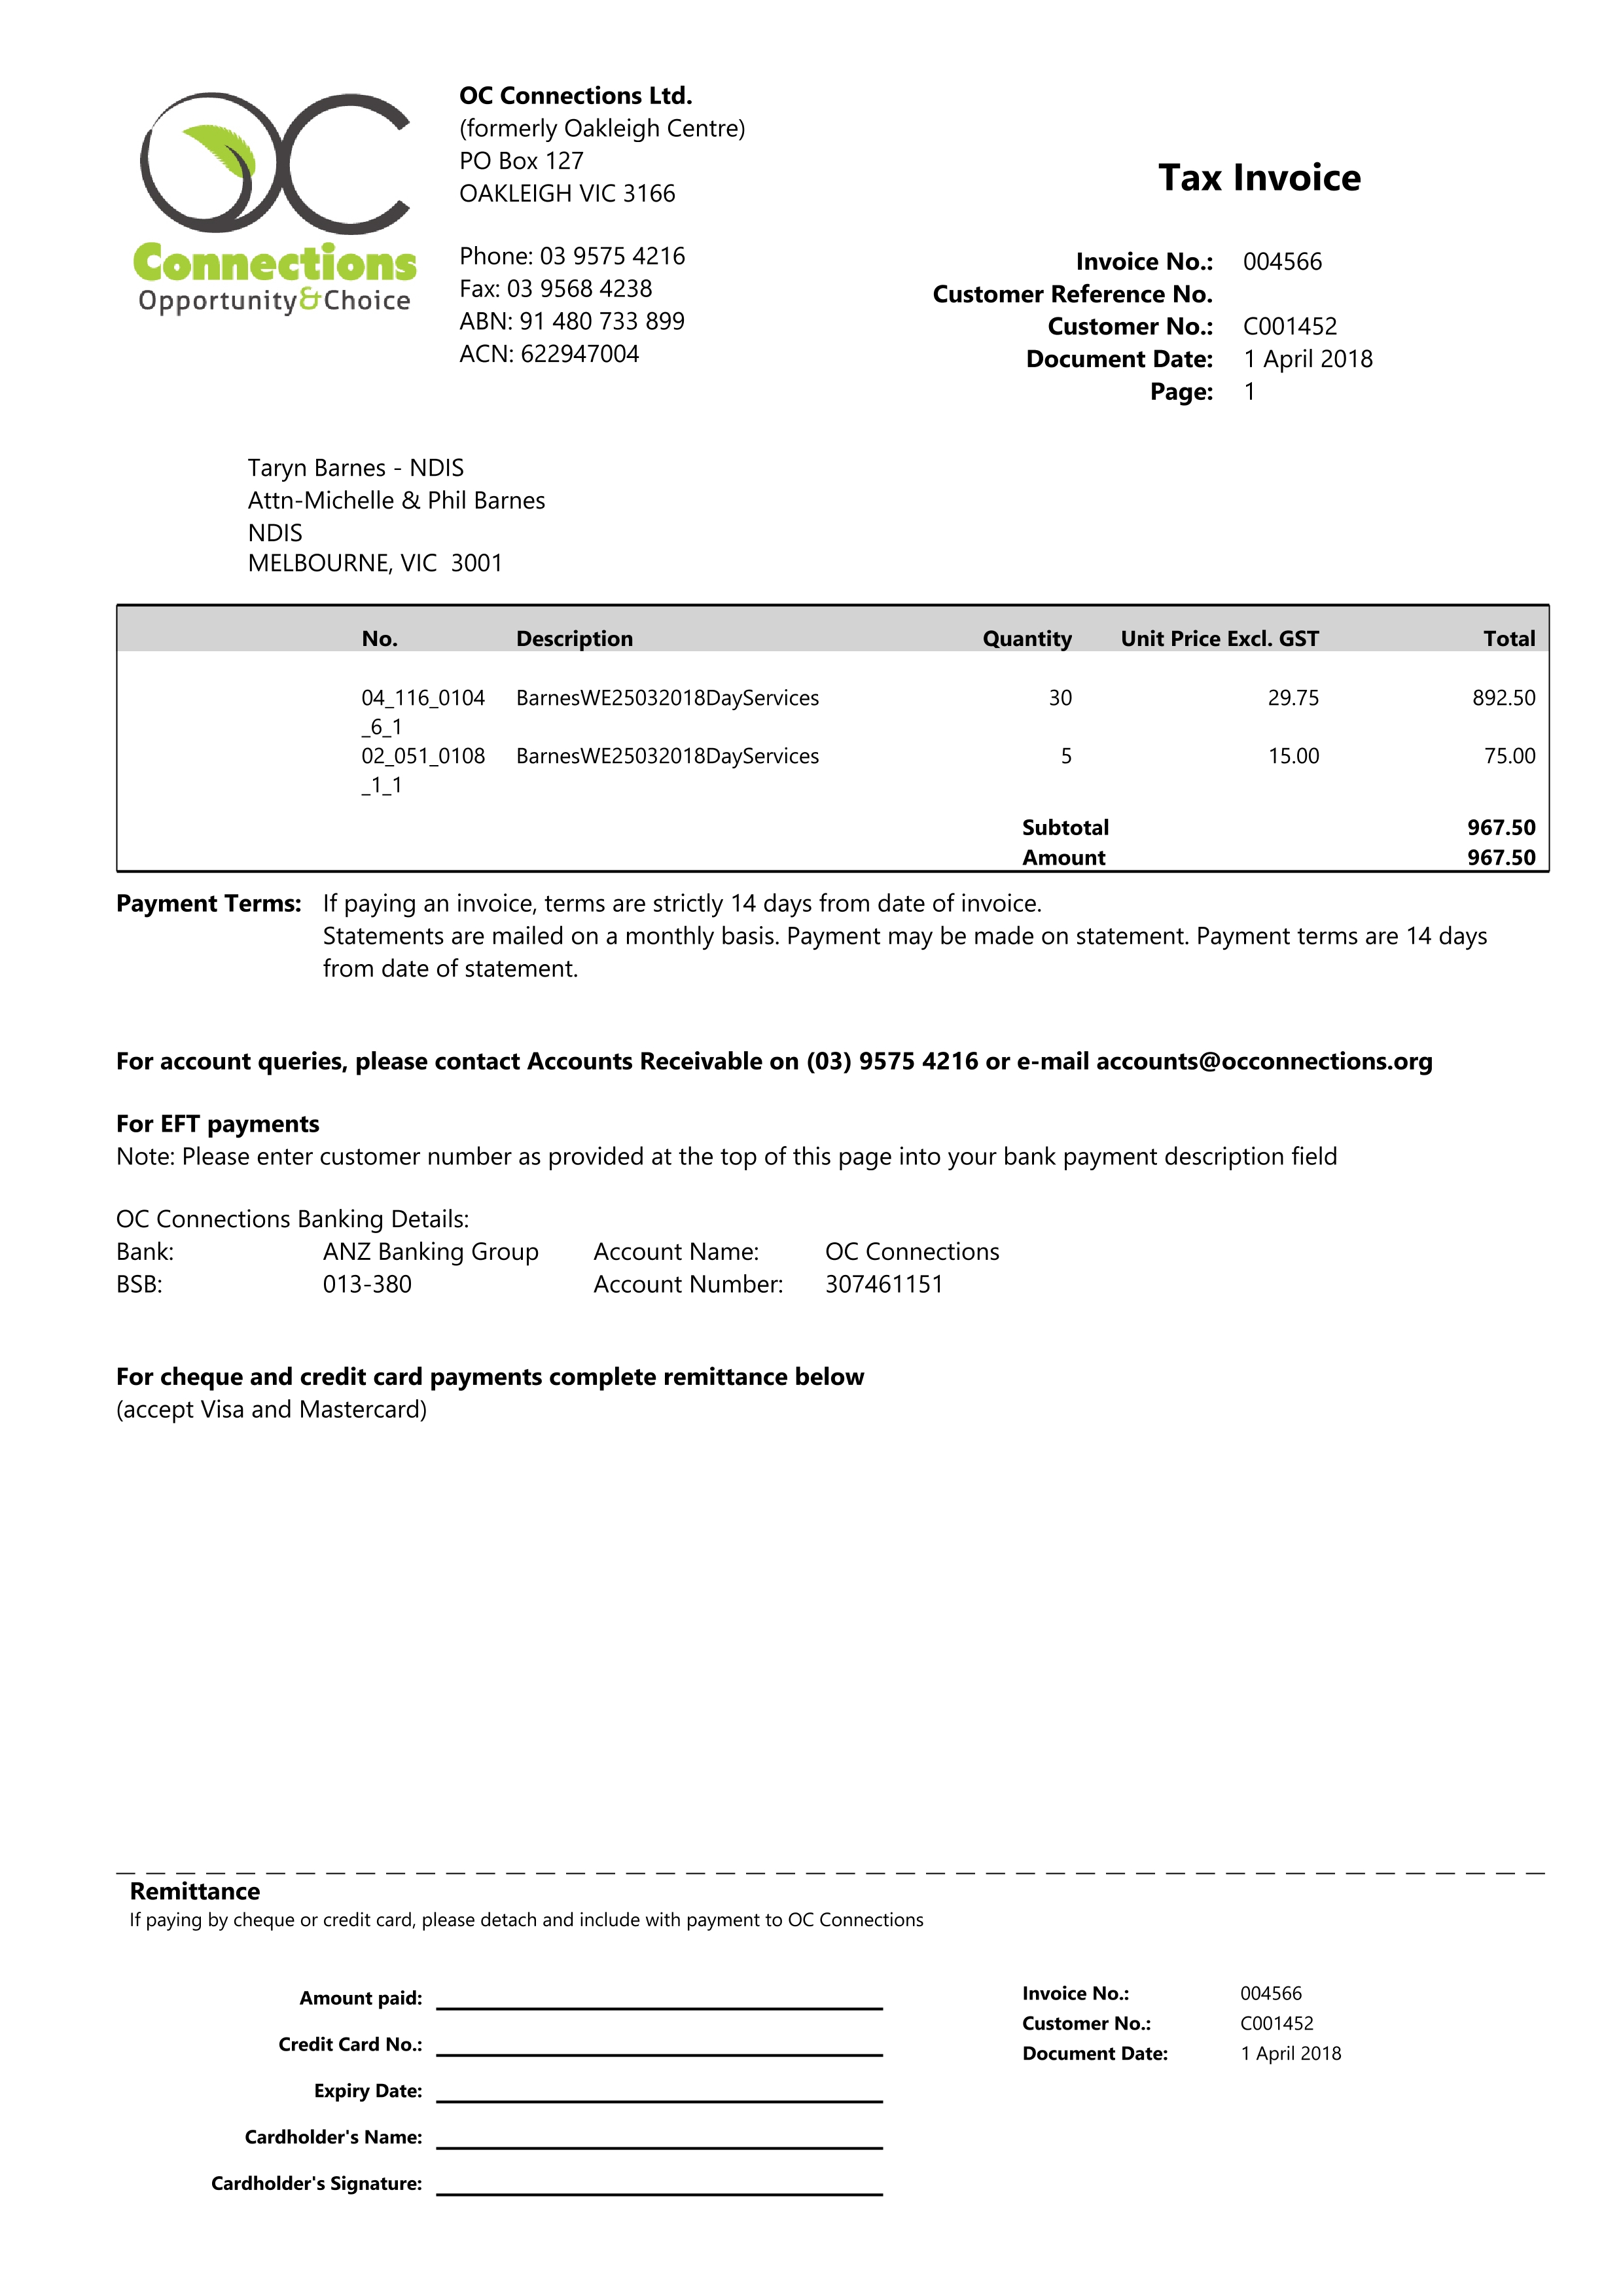 OC
Connections
Opportunity&Choice
OC Connections Ltd.
(formerly Oakleigh Centre)
PO Box 127
OAKLEIGH VIC 3166
Phone: 03 9575 4216
Fax: 03 9568 4238
ABN: 91 480 733 899
ACN: 622947004
Tax Invoice
Invoice No.: 004566
Customer Reference No.
Customer No.: C001452
Document Date: 1 April 2018
Page: 1
Taryn Barnes - NDIS
Attn-Michelle & Phil Barnes
NDIS
MELBOURNE, VIC  3001
No. Description Quantity Unit Price Excl. GST Total
04_116_0104 BarnesWE25032018DayServices 30 29.75 892.50
_6_1
02_051_0108 BarnesWE25032018DayServices 5 15.00 75.00
_1_1
Subtotal 967.50
Amount 967.50
Payment Terms: If paying an invoice, terms are strictly 14 days from date of invoice.
Statements are mailed on a monthly basis. Payment may be made on statement. Payment terms are 14 days
from date of statement.
For account queries, please contact Accounts Receivable on (03) 9575 4216 or e-mail accounts@occonnections.org
For EFT payments
Note: Please enter customer number as provided at the top of this page into your bank payment description field
OC Connections Banking Details:
Bank: ANZ Banking Group Account Name: OC Connections
BSB: 013-380 Account Number: 307461151
For cheque and credit card payments complete remittance below
(accept Visa and Mastercard)
Remittance
If paying by cheque or credit card, please detach and include with payment to OC Connections
Amount paid:
Credit Card No.:
Expiry Date:
Cardholder's Name:
Cardholder's Signature:
Invoice No.: 004566
Customer No.: C001452
Document Date: 1 April 2018